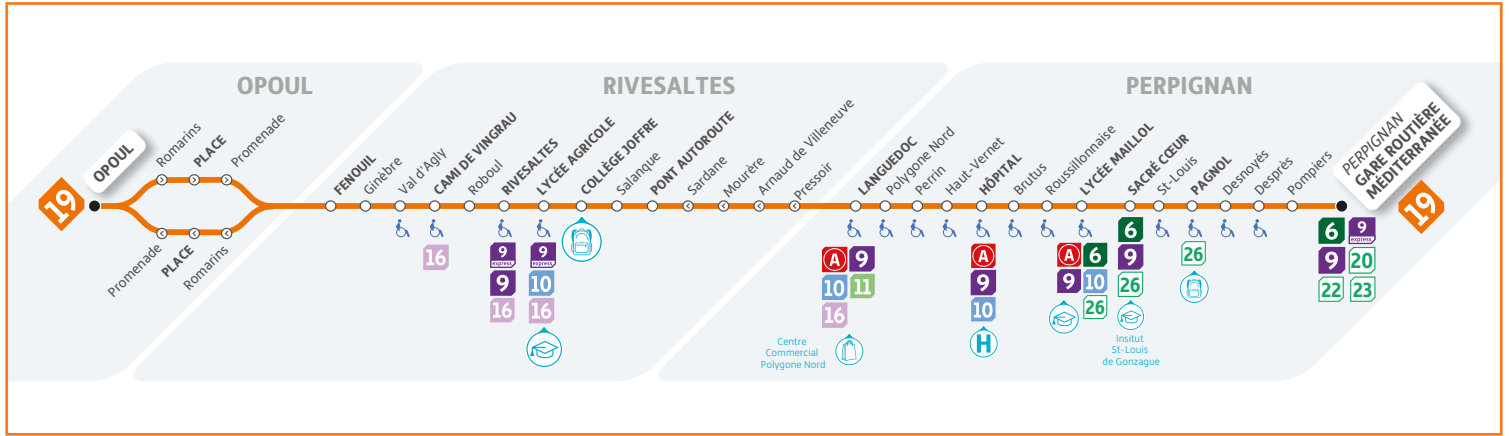 OPOUL
RIVESALTES
PERPIGNAN
19
OPOUL
Romarins
PLACE
Promenade
Promenade
PLACE
Romarins
FENOUIL
Ginèbre
Val d'Agly
CAMI DE VINGRAU
Roboul
RIVESALTES
LYCÉE AGRICOLE
COLLÈGE JOFFRE
Salanque
PONT AUTOROUTE
Sardane
Mourère
Arnaud de Villeneuve
Pressoir
LANGUEDOC
Polygone Nord
Perrin
Haut-Vernet
HÔPITAL
Brutus
Roussillonnaise
LYCÉE MAILLOL
SACRÉ CŒUR
St-Louis
PAGNOL
Desnoyés
Desprès
Pompiers
PERPIGNAN
GARE ROUTIÈRE
MÉDITERRANÉE
19
16
9
express
9
16
9
express
10
16
A 9
10 11
16
Centre
Commercial
Polygone Nord
A
9
10
H
A 6
9 10
26
6
9
26
Insitut
St-Louis
de Gonzague
26
6 9
express
9 20
22 23